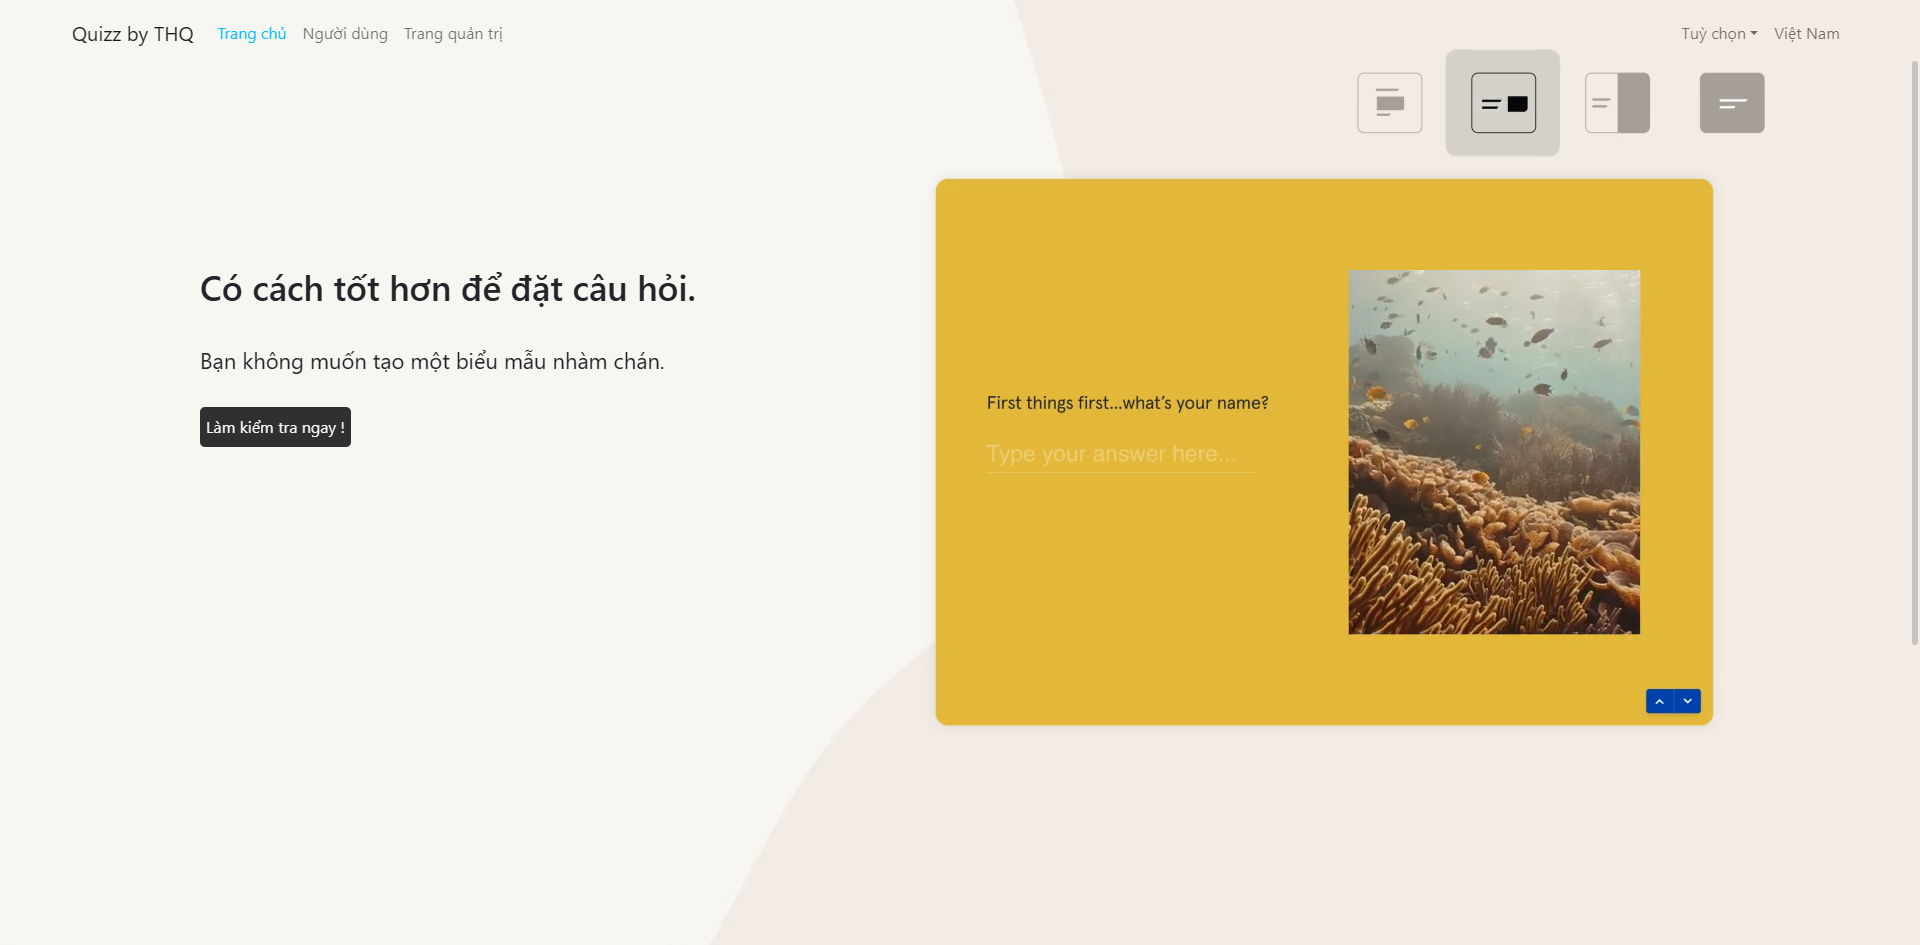 Quizz by THQ Trang chủ Người dùng Trang quản trị Tuỳ chọn Việt Nam
Có cách tốt hơn để đặt câu hỏi.
Bạn không muốn tạo một biểu mẫu nhàm chán.
Làm kiểm tra ngay !
First things first...what's your name?
Type your answer here...